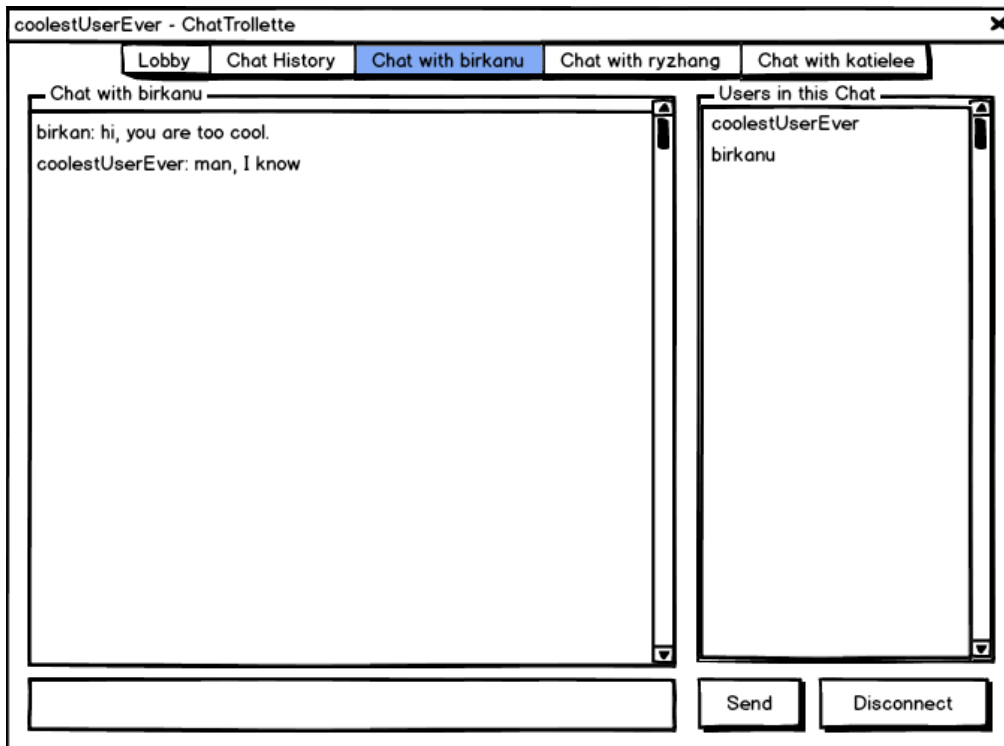 coolestUserEver - ChatTrollette
Lobby Chat History Chat with birkanu Chat with ryzhang Chat with katielee
Chat with birkanu
birkan: hi, you are too cool.
coolestUserEver: man, I know
Users in this Chat
coolestUserEver
birkanu
Send Disconnect